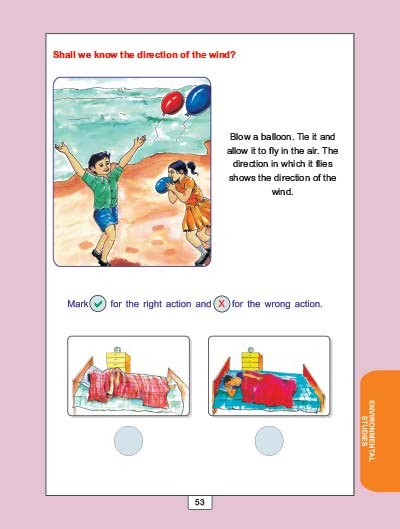 Shall we know the direction of the wind?
Blow a balloon. Tie it and
allow it to fly in the air. The
direction in which it flies
shows the direction of the
wind.
Mark ✓ for the right action and X for the wrong action.
ENVIRONMENTAL
STUDIES
53